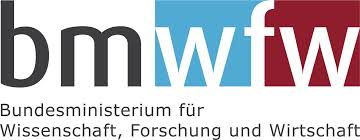 bmwfw
Bundesministerium für
Wissenschaft, Forschung und Wirtschaft